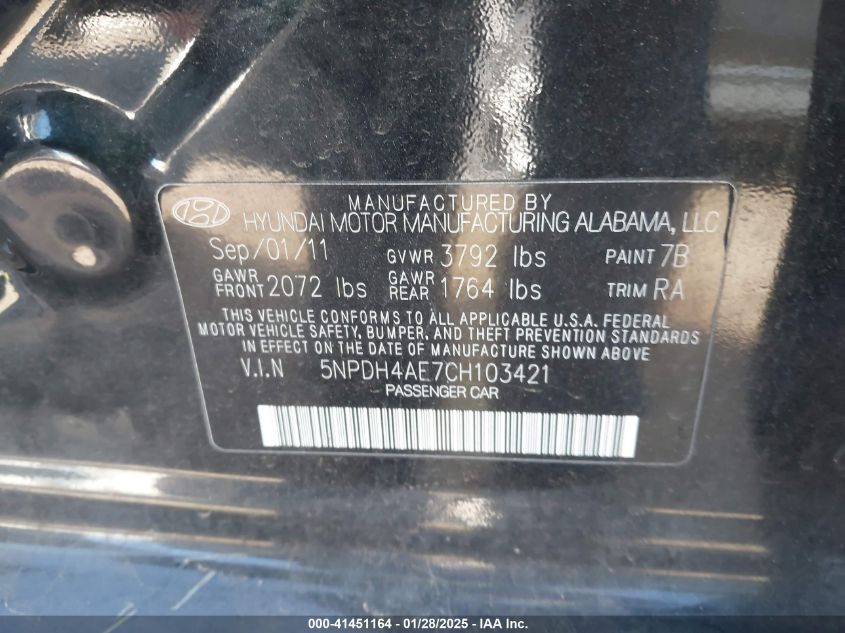 MANUFACTURED BY
HYUNDAI MOTOR MANUFACTURING ALABAMA, LLC
Sep/01/11 GVWR 3792 lbs PAINT 7B
GAWR FRONT 2072 lbs GAWR REAR 1764 lbs TRIM RA
THIS VEHICLE CONFORMS TO ALL APPLICABLE U.S.A. FEDERAL
MOTOR VEHICLE SAFETY, BUMPER, AND THEFT PREVENTION STANDARDS
IN EFFECT ON THE DATE OF MANUFACTURE SHOWN ABOVE
V.I.N 5NPDH4AE7CH103421
PASSENGER CAR
000-41451164 - 01/28/2025 - IAA Inc.